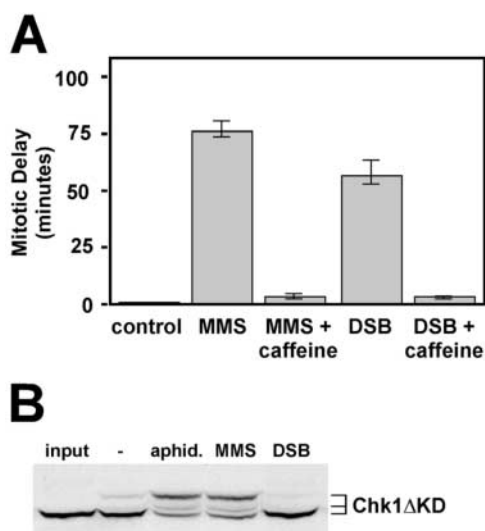 A
Mitotic Delay
(minutes)
100
75
50
25
0
control
MMS
MMS +
caffeine
DSB
DSB +
caffeine
B
input - aphid. MMS DSB
Chk1ΔKD